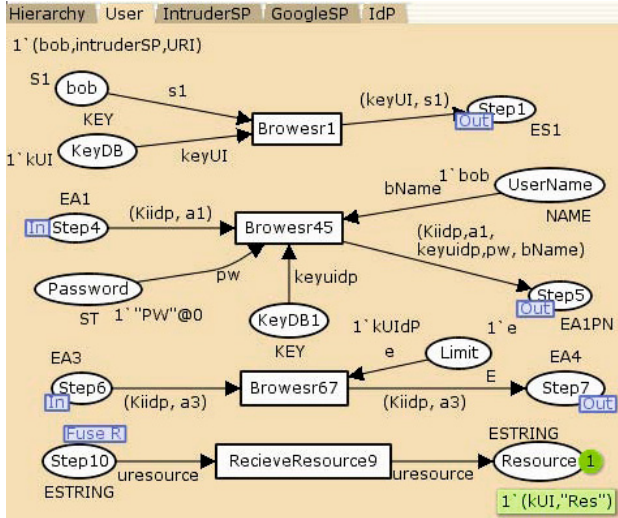 Hierarchy User IntruderSP GoogleSP IdP
1`(bob,intruderSP,URI)
S1 bob s1
KEY
Browesr1 (keyUI, s1) Step1
Out ES1
1`kUI KeyDB keyUI
1`bob UserName
bName NAME
EA1
In Step4 (Kiidp, a1) Browesr45
(Kiidp,a1,
keyuidp,pw, bName)
Password pw keyuidp
ST 1`"PW"@0
KeyDB1
KEY
Step5
Out EA1PN
1`kUIdP 1`e
e Limit
EA3 EA4
Step6 In (Kiidp, a3) Browesr67 (Kiidp, a3) E Step7 Out
Fuse R
ESTRING
Step10 uresource RecieveResource9 uresource Resource 1
ESTRING
1`(kUI,"Res")